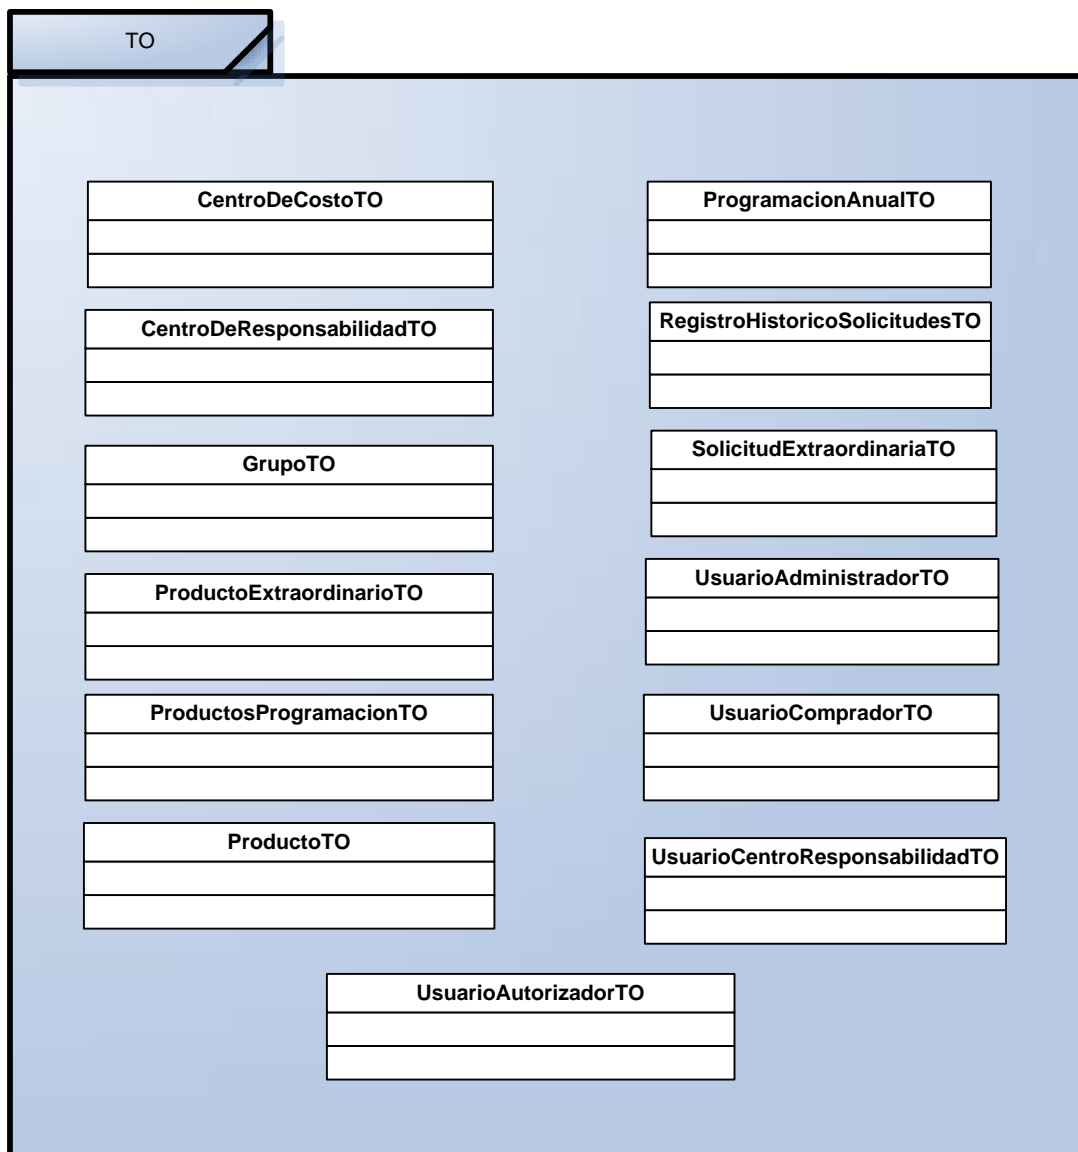 TO
CentroDeCostoTO
ProgramacionAnualTO
CentroDeResponsabilidadTO
RegistroHistoricoSolicitudesTO
GrupoTO
SolicitudExtraordinariaTO
ProductoExtraordinarioTO
UsuarioAdministradorTO
ProductosProgramacionTO
UsuarioCompradorTO
ProductoTO
UsuarioCentroResponsabilidadTO
UsuarioAutorizadorTO